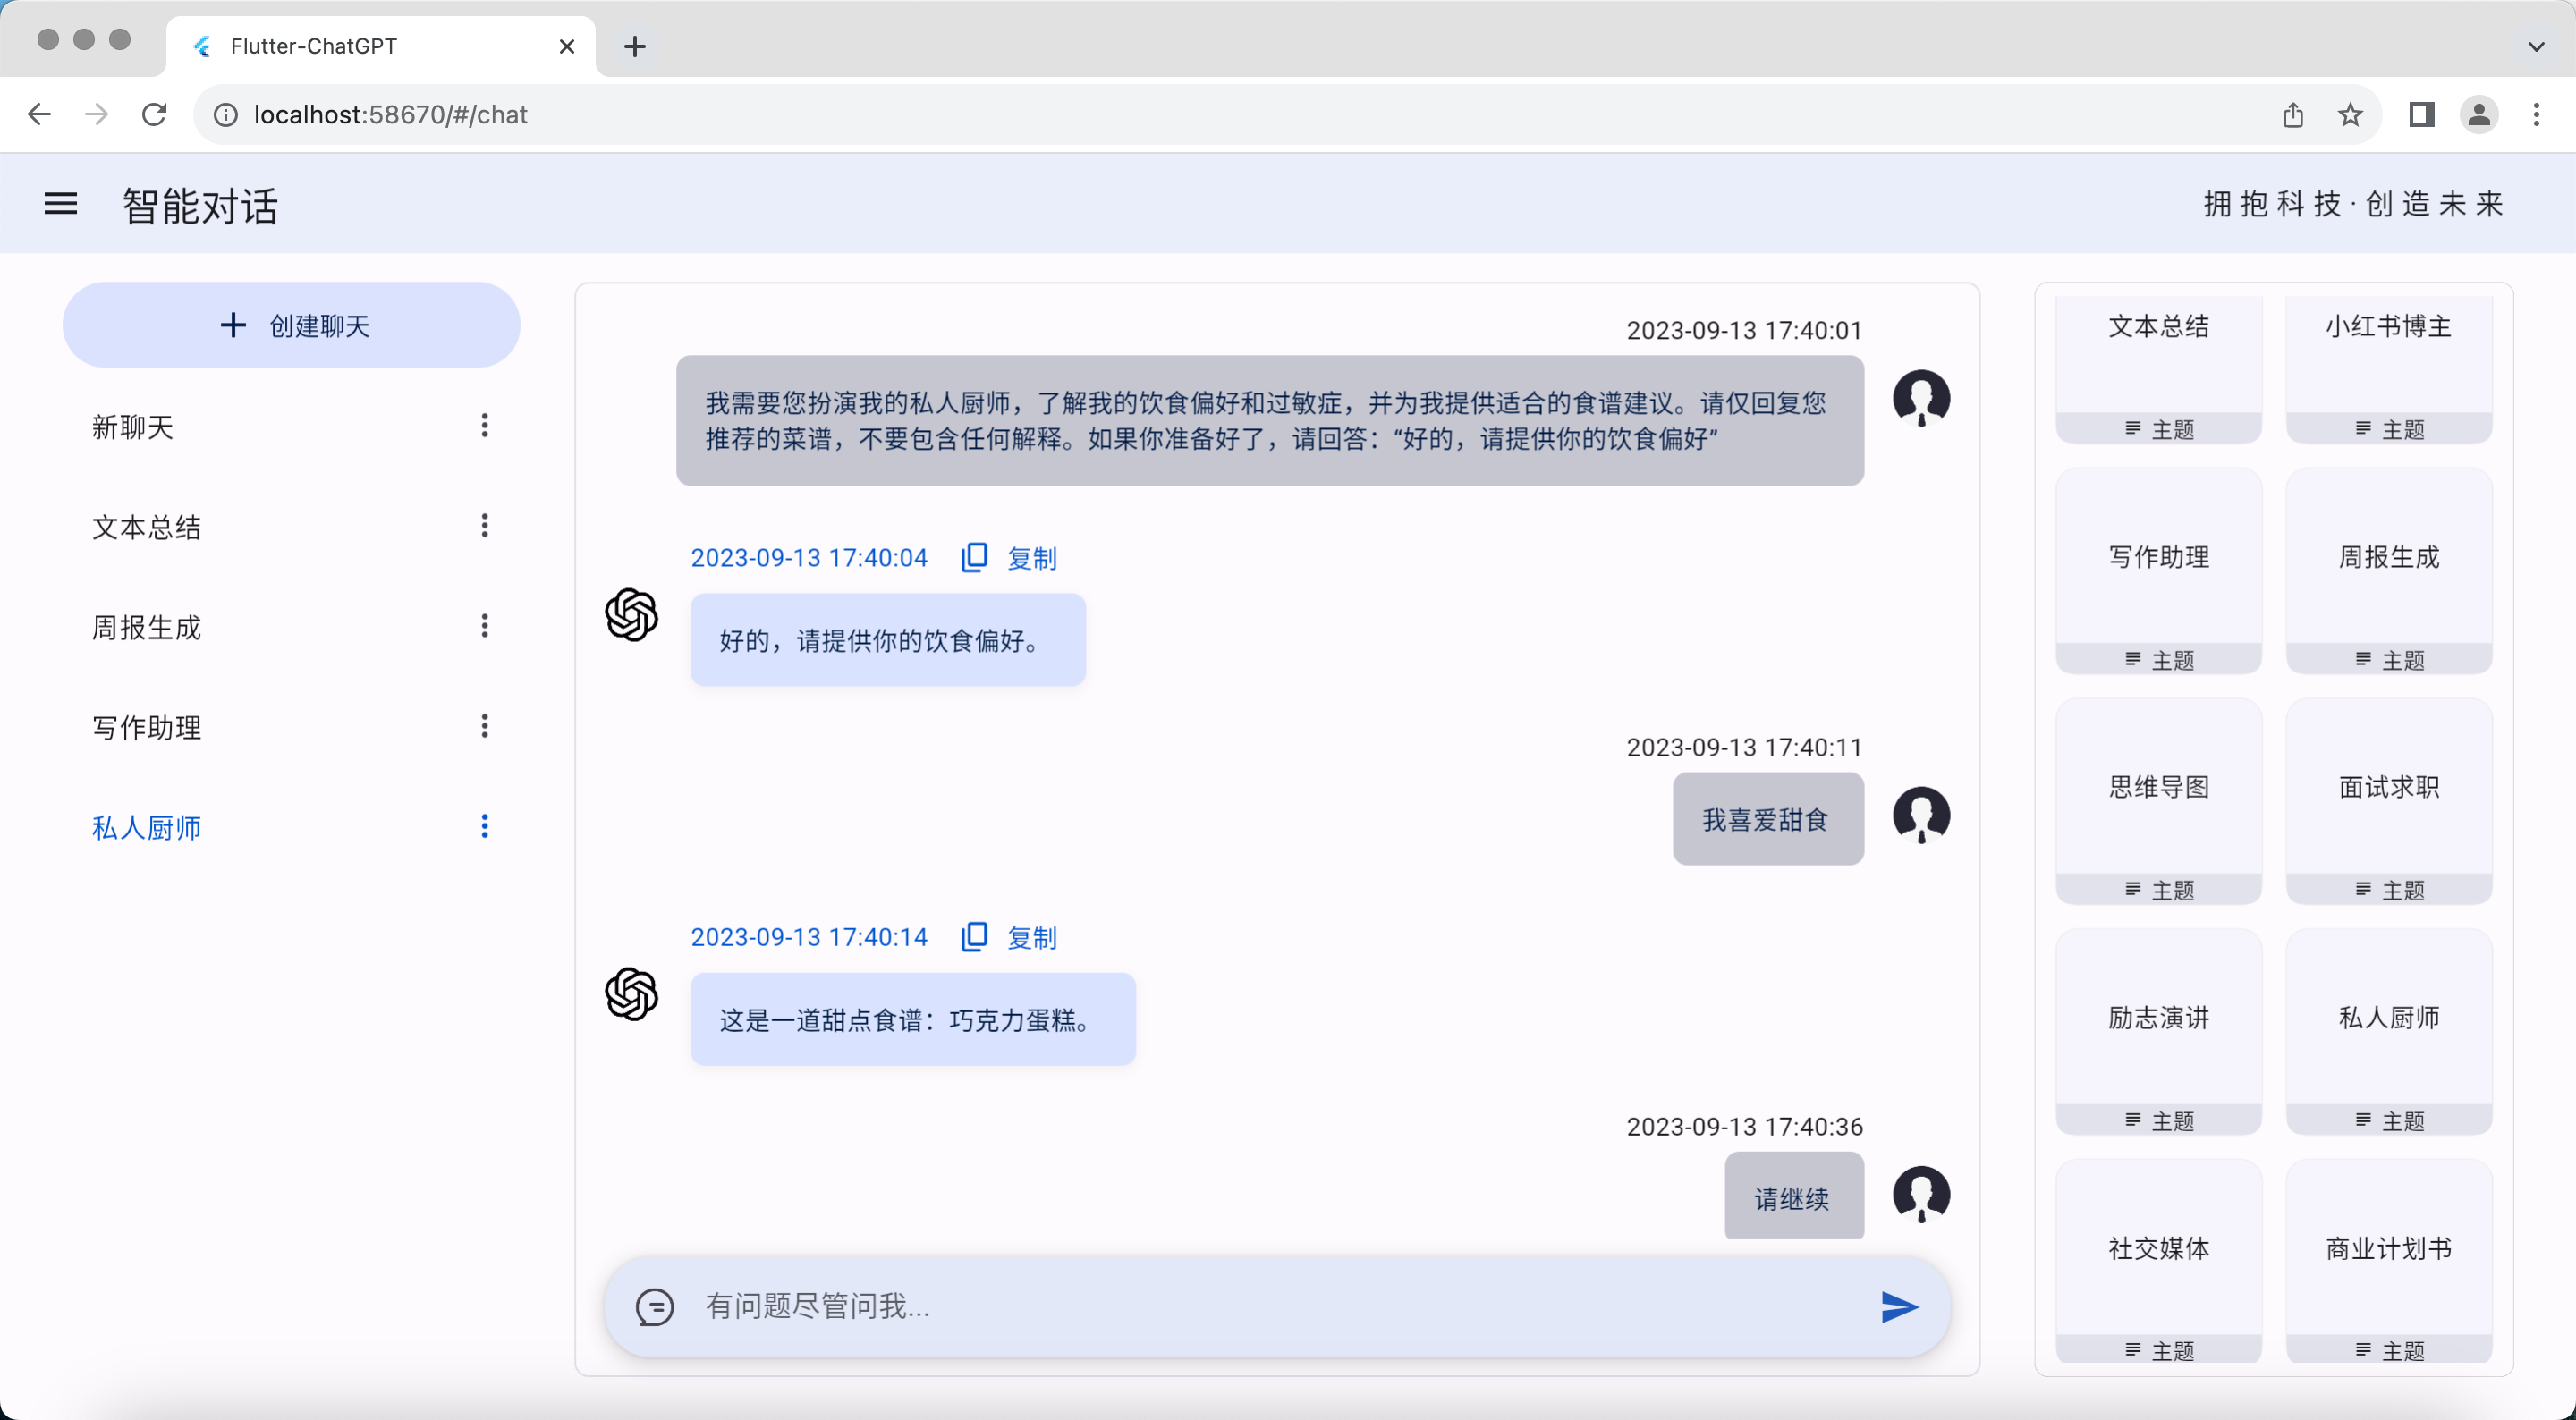 Flutter-ChatGPT
localhost:58670/#/chat
智能对话
拥抱科技·创造未来
创建聊天
新聊天
文本总结
周报生成
写作助理
私人厨师
2023-09-13 17:40:01
我需要您扮演我的私人厨师，了解我的饮食偏好和过敏症，并为我提供适合的食谱建议。请仅回复您
推荐的菜谱，不要包含任何解释。如果你准备好了，请回答：“好的，请提供你的饮食偏好”
2023-09-13 17:40:04 复制
好的，请提供你的饮食偏好。
2023-09-13 17:40:11
我喜爱甜食
2023-09-13 17:40:14 复制
这是一道甜点食谱：巧克力蛋糕。
2023-09-13 17:40:36
请继续
有问题尽管问我...
文本总结 小红书博主
主题 主题
写作助理 周报生成
主题 主题
思维导图 面试求职
主题 主题
励志演讲 私人厨师
主题 主题
社交媒体 商业计划书
主题 主题